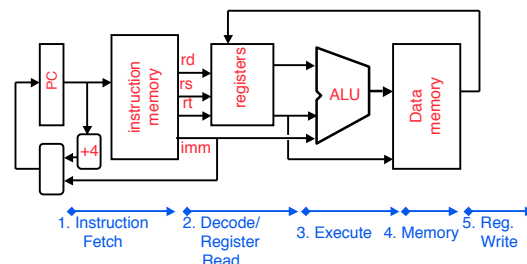 PC
+4
instruction
memory
rd
rs
rt
imm
registers
ALU
Data
memory
1. Instruction
Fetch
2. Decode/
Register
Read
3. Execute
4. Memory
5. Reg.
Write